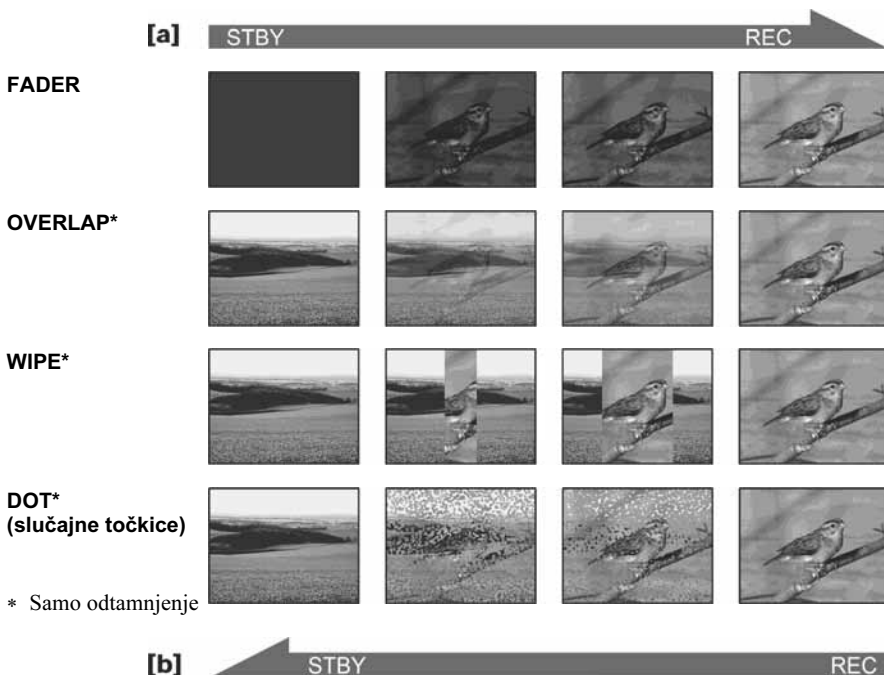 [a] STBY REC
FADER
OVERLAP*
WIPE*
DOT*
(slučajne točkice)
* Samo odtamnjenje
[b] STBY REC